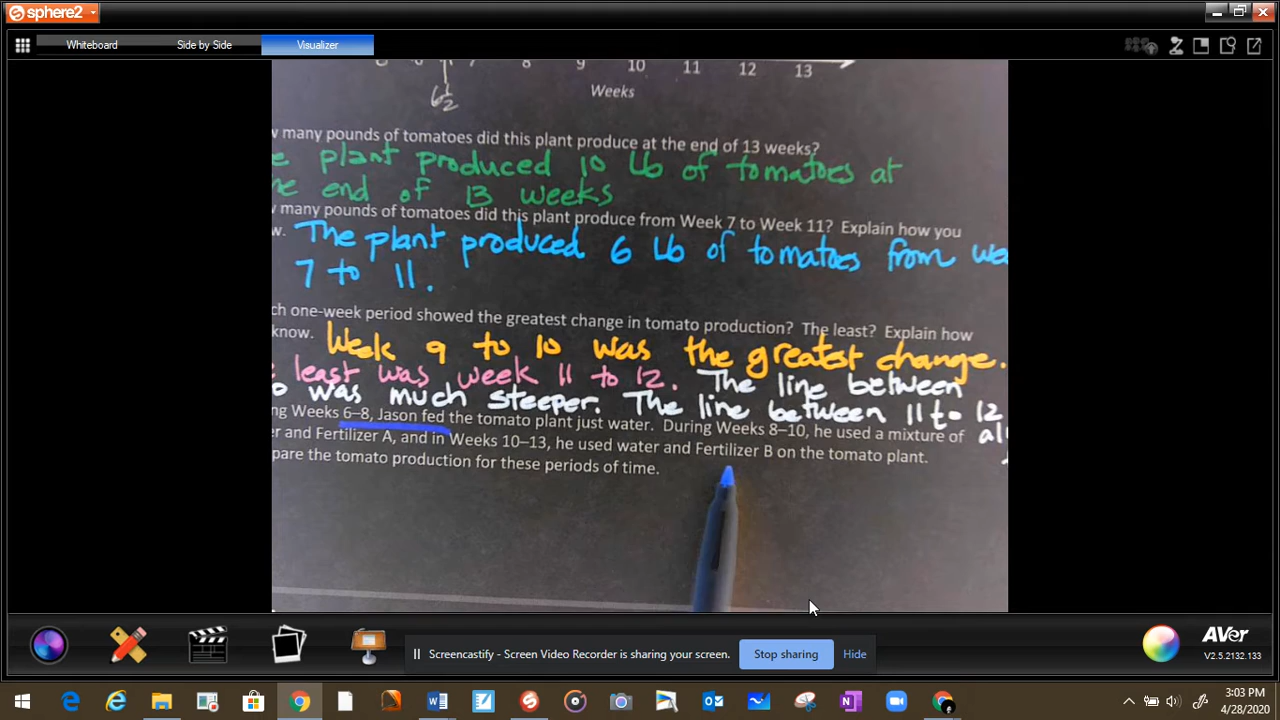 sphere2
Whiteboard Side by Side Visualizer
7 8 9 10 11 12 13
6 1/2
Weeks
w many pounds of tomatoes did this plant produce at the end of 13 weeks?
e plant produced 10 lb of tomatoes at
he end of 13 weeks
w many pounds of tomatoes did this plant produce from Week 7 to Week 11? Explain how you
w. The plant produced 6 lb of tomatoes from we
7 to 11.
ch one-week period showed the greatest change in tomato production? The least? Explain how
know. Week 9 to 10 was the greatest change.
least was week 11 to 12. The line between
was much steeper. The line between 11 to 12
ng Weeks 6–8, Jason fed the tomato plant just water. During Weeks 8–10, he used a mixture of
er and Fertilizer A, and in Weeks 10–13, he used water and Fertilizer B on the tomato plant.
pare the tomato production for these periods of time.
Screencastify - Screen Video Recorder is sharing your screen. Stop sharing Hide
AVer
V2.5.2132.133
3:03 PM
4/28/2020